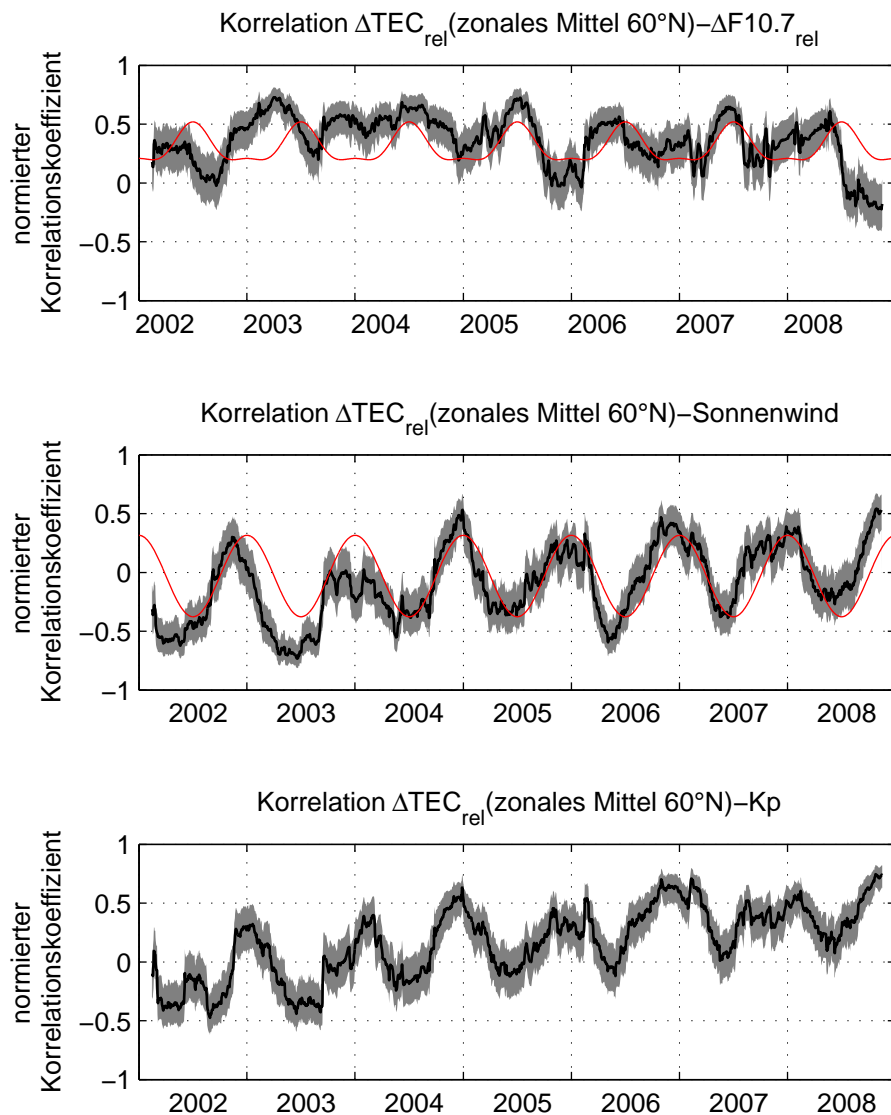 Korrelation ΔTEC_rel(zonales Mittel 60°N)−ΔF10.7_rel
normierter
Korrelationskoeffizient
1
0.5
0
−0.5
−1
2002 2003 2004 2005 2006 2007 2008
Korrelation ΔTEC_rel(zonales Mittel 60°N)−Sonnenwind
normierter
Korrelationskoeffizient
1
0.5
0
−0.5
−1
2002 2003 2004 2005 2006 2007 2008
Korrelation ΔTEC_rel(zonales Mittel 60°N)−Kp
normierter
Korrelationskoeffizient
1
0.5
0
−0.5
−1
2002 2003 2004 2005 2006 2007 2008